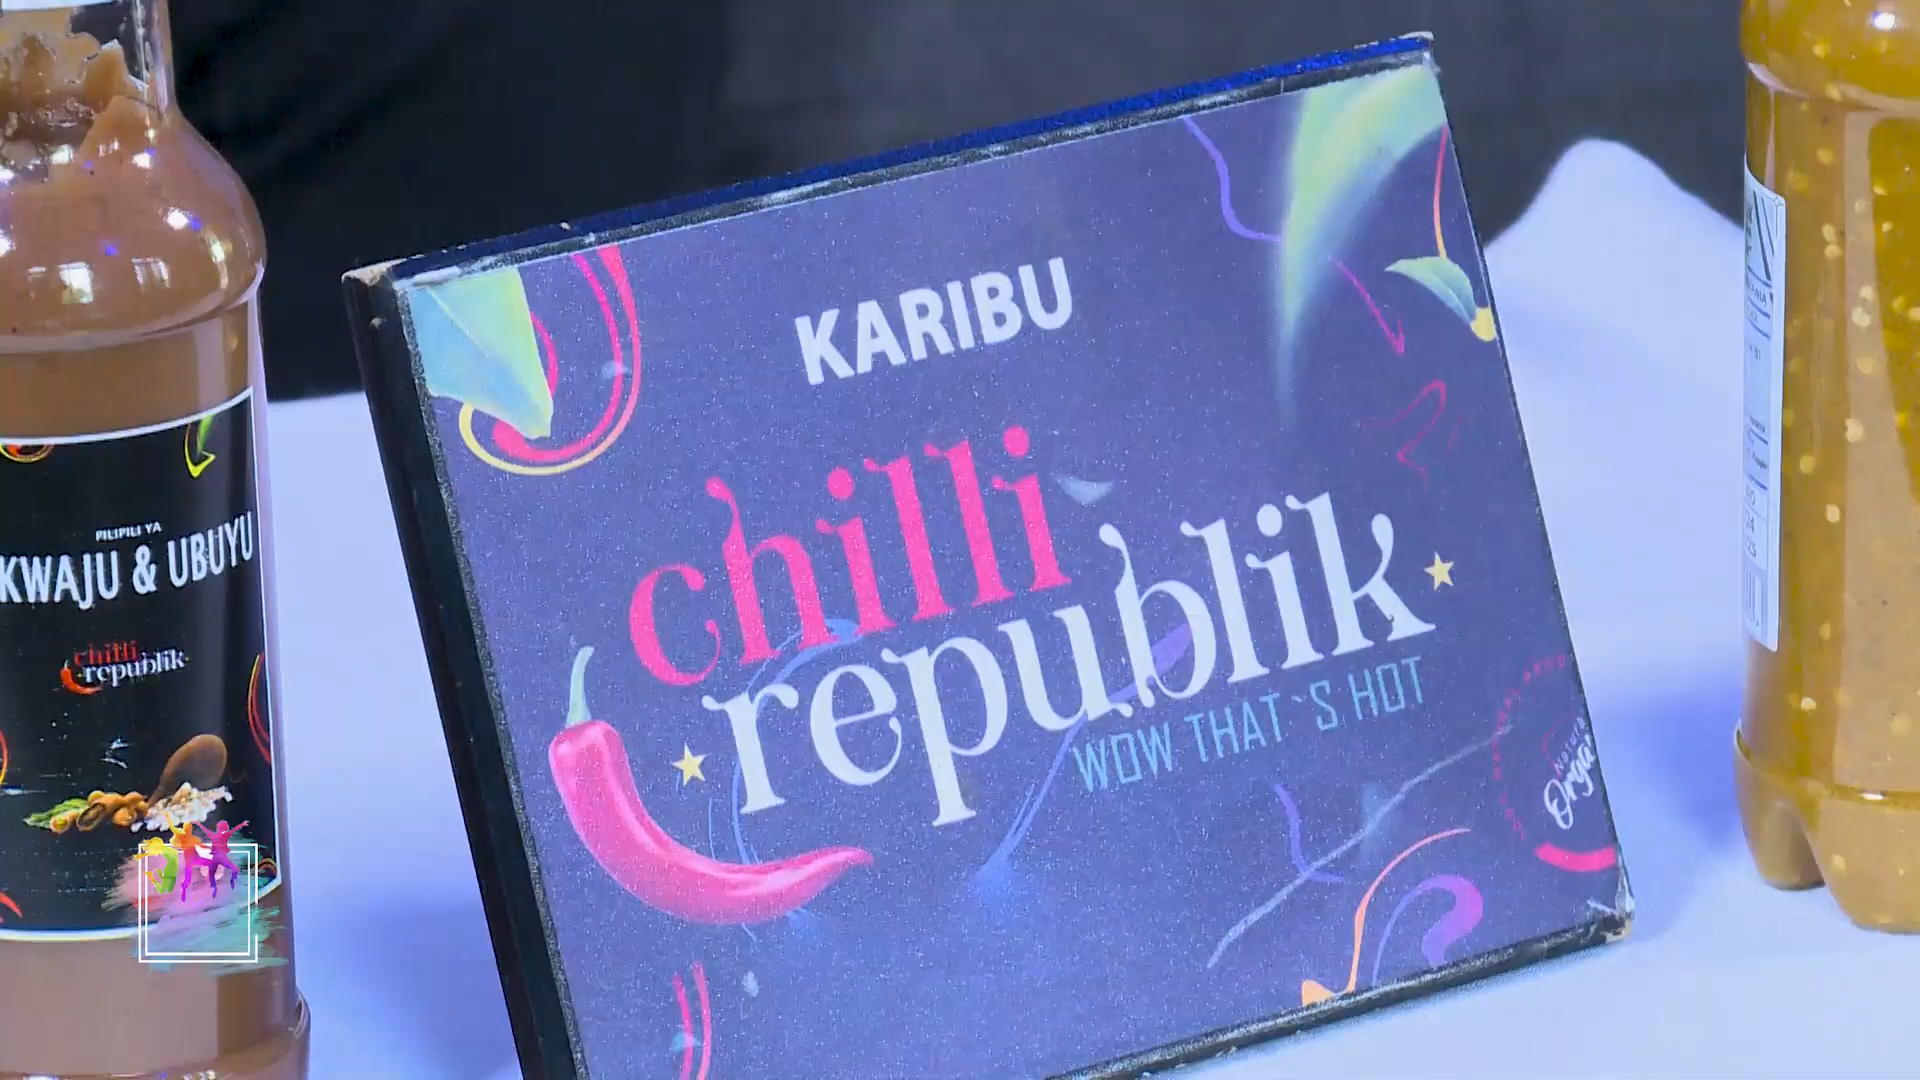 KARIBU
chilli
republik
WOW THAT`S HOT
PILIPILI YA
KWAJU & UBUYU
chilli
republik